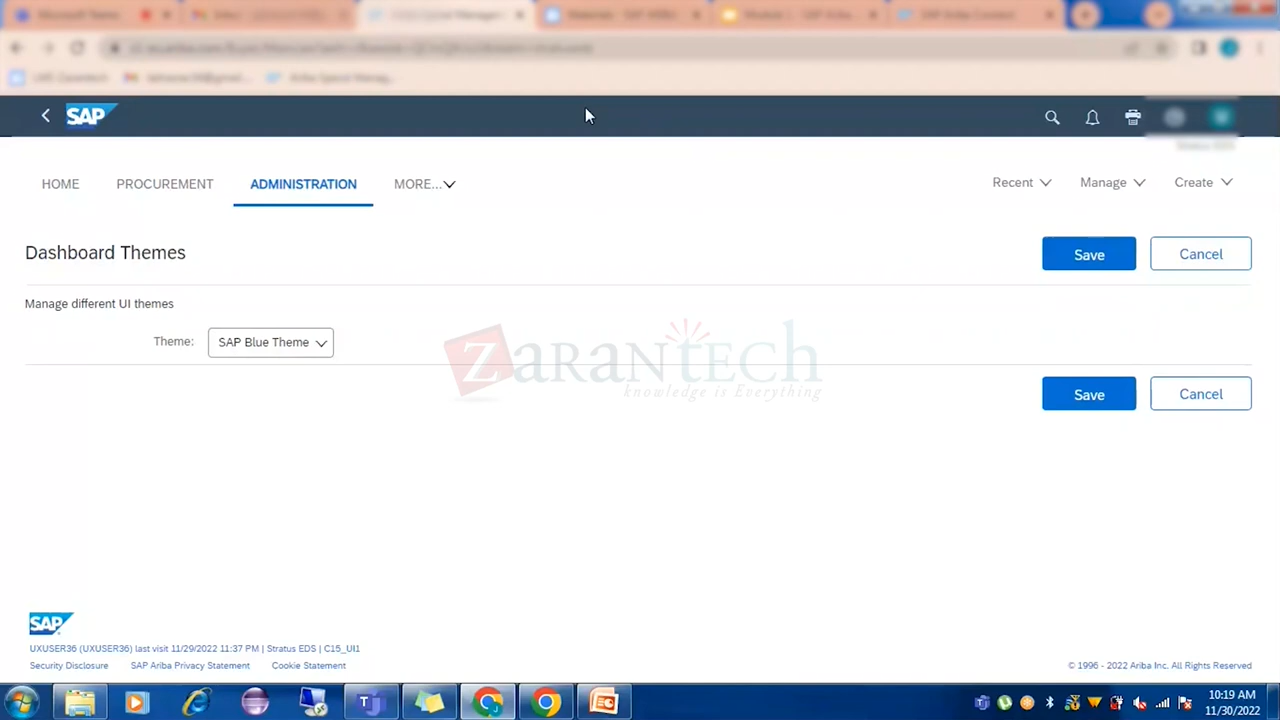 SAP
HOME PROCUREMENT ADMINISTRATION MORE... Recent Manage Create
Dashboard Themes Save Cancel
Manage different UI themes
Theme: SAP Blue Theme
ZARANTECH
knowledge is Everything
Save Cancel
SAP
UXUSER36 (UXUSER36) last visit 11/29/2022 11:37 PM | Stratus EDS | C15_UI1
Security Disclosure SAP Ariba Privacy Statement Cookie Statement © 1996 - 2022 Ariba Inc. All Rights Reserved
10:19 AM
11/30/2022